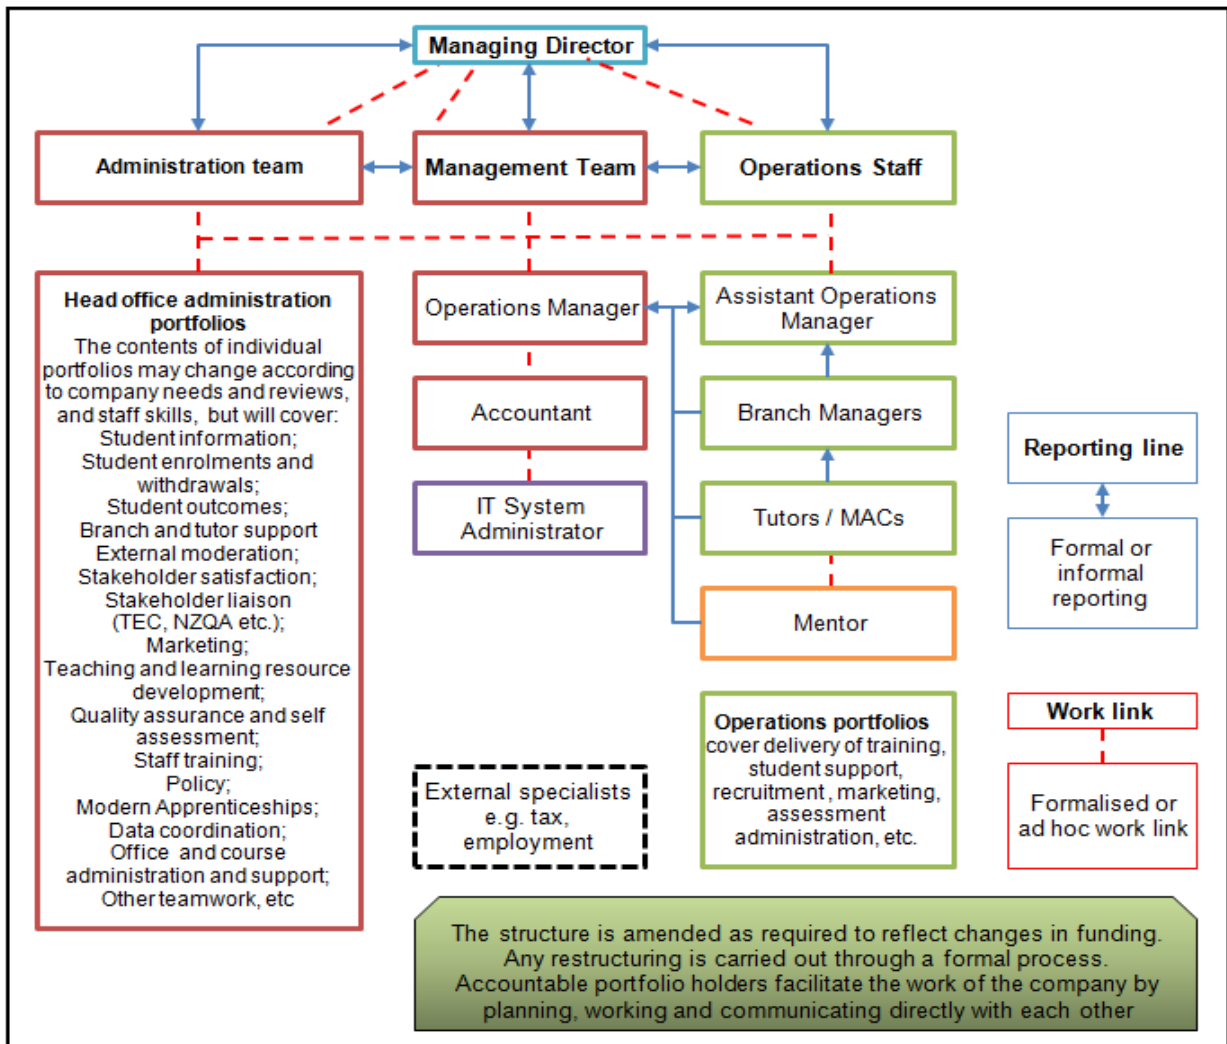 Managing Director
Administration team
Management Team
Operations Staff
Head office administration
portfolios
The contents of individual
portfolios may change according
to company needs and reviews,
and staff skills, but will cover:
Student information;
Student enrolments and
withdrawals;
Student outcomes;
Branch and tutor support
External moderation;
Stakeholder satisfaction;
Stakeholder liaison
(TEC, NZQA etc.);
Marketing;
Teaching and learning resource
development;
Quality assurance and self
assessment;
Staff training;
Policy;
Modern Apprenticeships;
Data coordination;
Office and course
administration and support;
Other teamwork, etc
Operations Manager
Accountant
IT System
Administrator
External specialists
e.g. tax,
employment
Assistant Operations
Manager
Branch Managers
Tutors / MACs
Mentor
Operations portfolios
cover delivery of training,
student support,
recruitment, marketing,
assessment
administration, etc.
Reporting line
Formal or
informal
reporting
Work link
Formalised or
ad hoc work link
The structure is amended as required to reflect changes in funding.
Any restructuring is carried out through a formal process.
Accountable portfolio holders facilitate the work of the company by
planning, working and communicating directly with each other